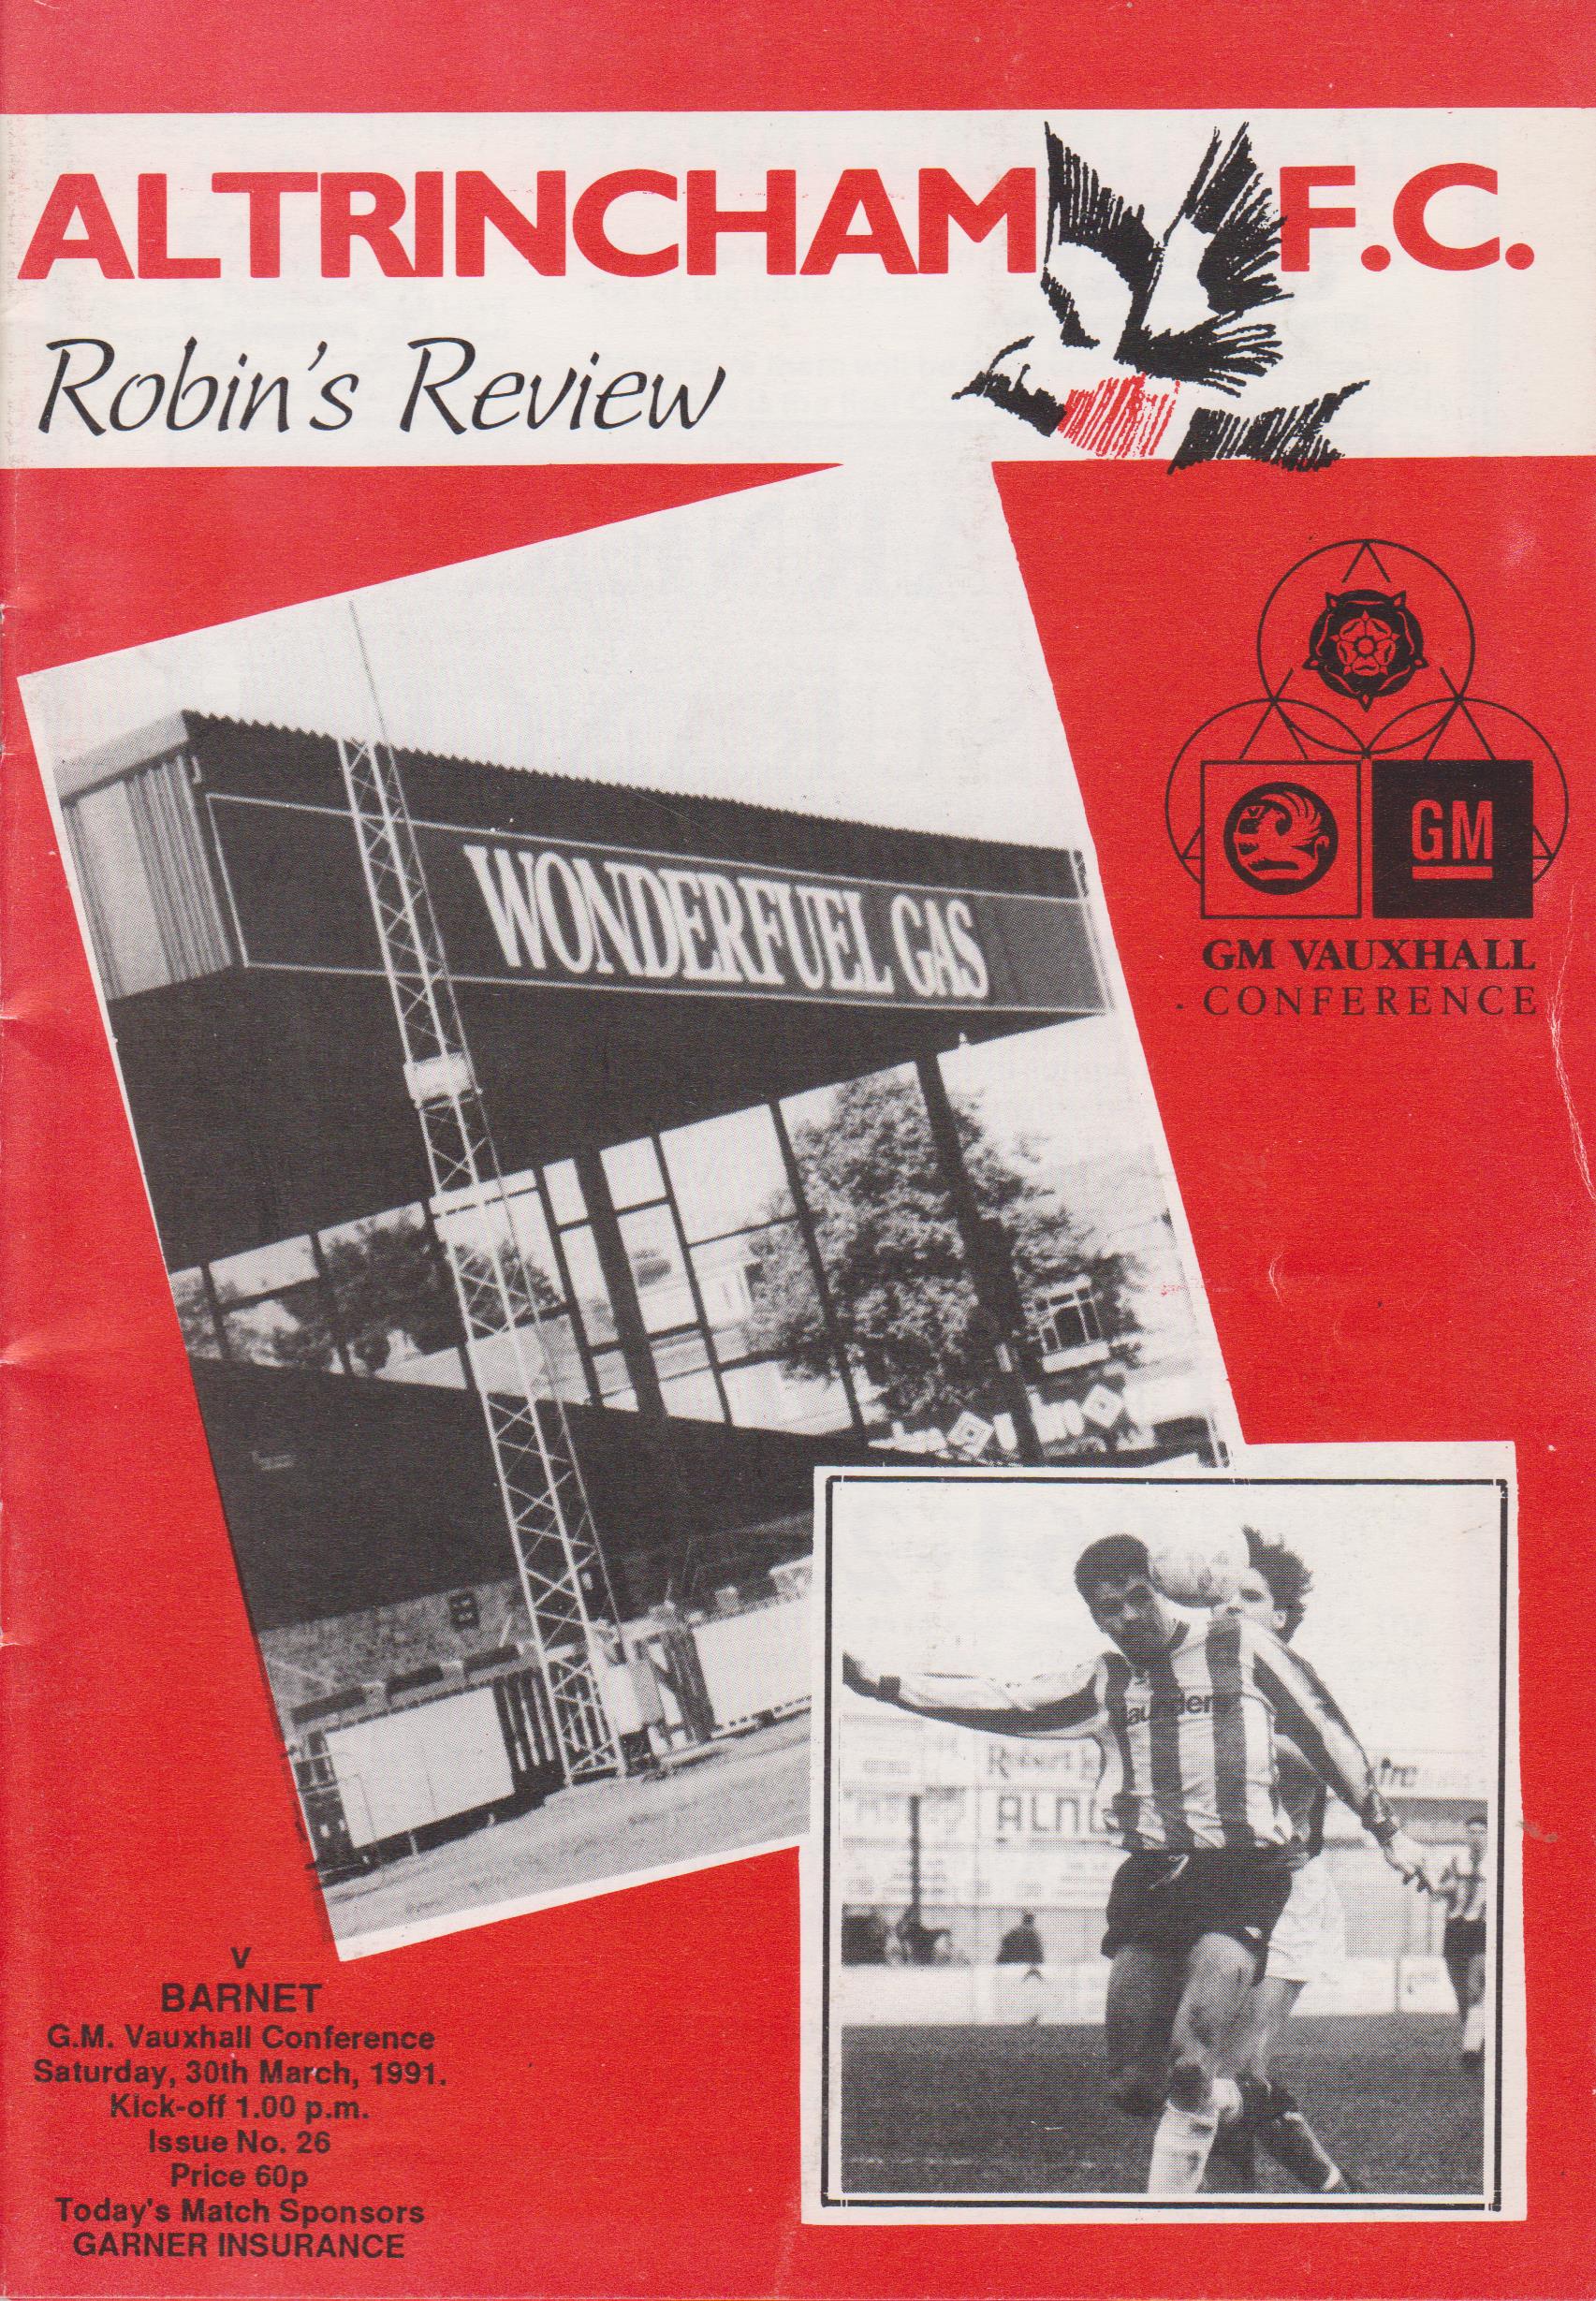 ALTRINCHAM F.C.
Robin's Review
WONDERFUEL GAS
GM
GM VAUXHALL
CONFERENCE
Robert
v
BARNET
G.M. Vauxhall Conference
Saturday, 30th March, 1991.
Kick-off 1.00 p.m.
Issue No. 26
Price 60p
Today's Match Sponsors
GARNER INSURANCE